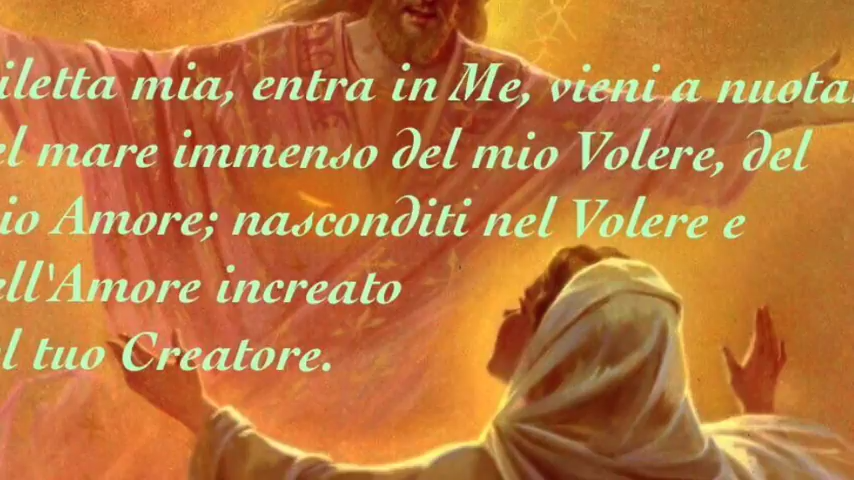 iletta mia, entra in Me, vieni a nuota
el mare immenso del mio Volere, del
io Amore; nasconditi nel Volere e
ell'Amore increato
l tuo Creatore.